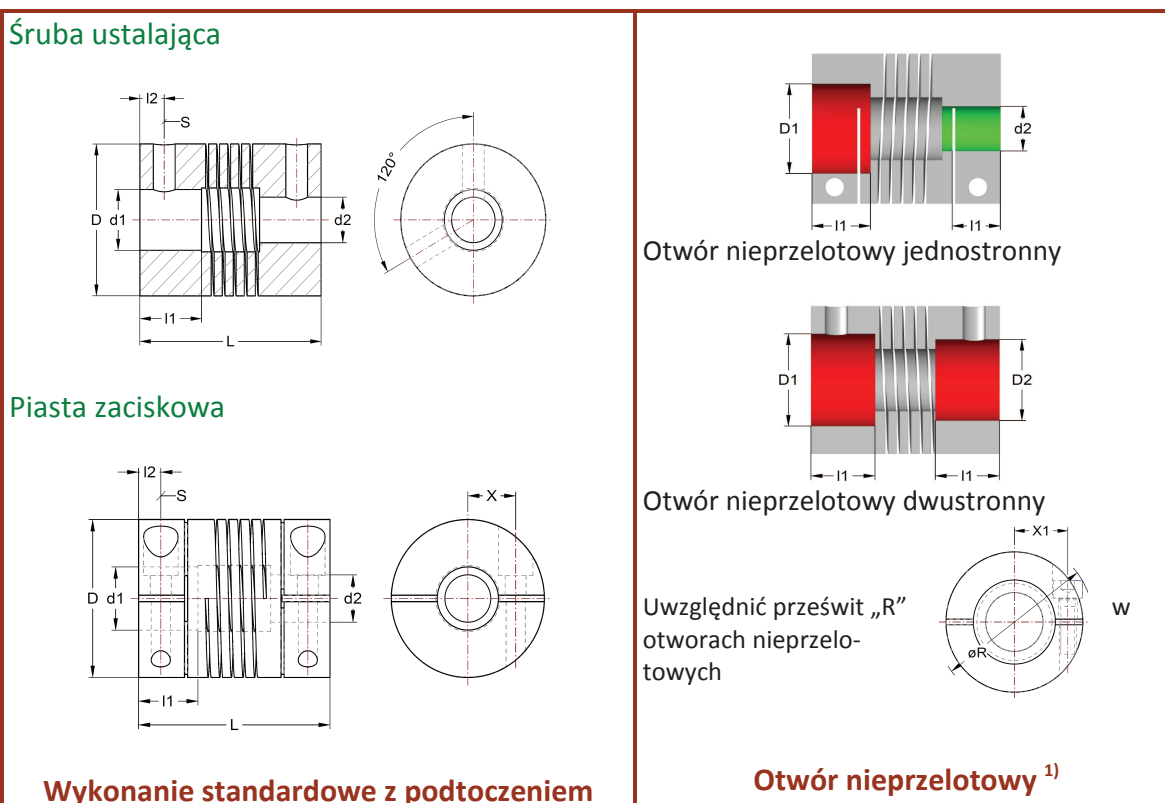 Śruba ustalająca
l2
S
120°
D
d1
d2
l1
L
Piasta zaciskowa
l2
S
X
D
d1
d2
l1
L
Wykonanie standardowe z podtoczeniem
D1
d2
l1
l1
Otwór nieprzelotowy jednostronny
D1
D2
l1
l1
Otwór nieprzelotowy dwustronny
X1
Uwzględnić prześwit „R” w
otworach nieprzelo-
towych
øR
Otwór nieprzelotowy 1)